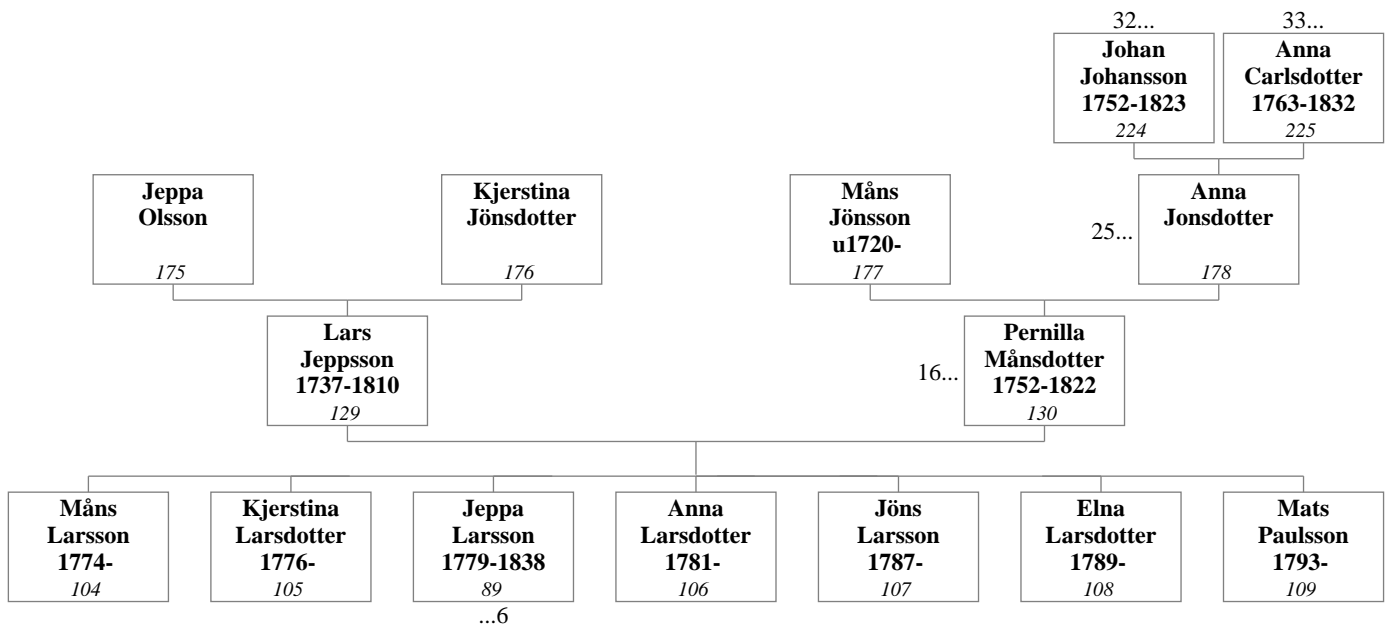 32...
33...
Johan
Johansson
1752-1823
224
Anna
Carlsdotter
1763-1832
225
Jeppa
Olsson
175
Kjerstina
Jönsdotter
176
Måns
Jönsson
u1720-
177
25...
Anna
Jonsdotter
178
Lars
Jeppsson
1737-1810
129
16...
Pernilla
Månsdotter
1752-1822
130
Måns
Larsson
1774-
104
Kjerstina
Larsdotter
1776-
105
Jeppa
Larsson
1779-1838
89
...6
Anna
Larsdotter
1781-
106
Jöns
Larsson
1787-
107
Elna
Larsdotter
1789-
108
Mats
Paulsson
1793-
109